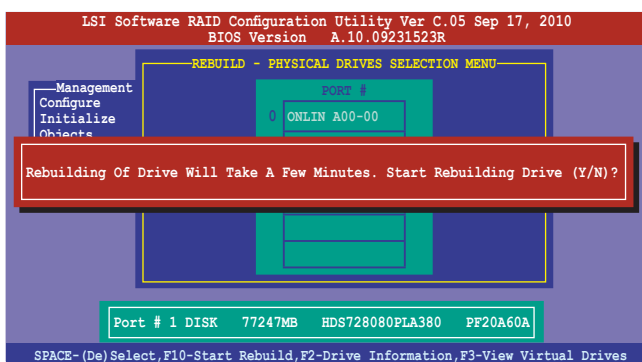 LSI Software RAID Configuration Utility Ver C.05 Sep 17, 2010
BIOS Version A.10.09231523R
REBUILD - PHYSICAL DRIVES SELECTION MENU
Management
Configure
Initialize
Objects
PORT #
0 ONLIN A00-00
Rebuilding Of Drive Will Take A Few Minutes. Start Rebuilding Drive (Y/N)?
Port # 1 DISK 77247MB HDS728080PLA380 PF20A60A
SPACE-(De)Select,F10-Start Rebuild,F2-Drive Information,F3-View Virtual Drives